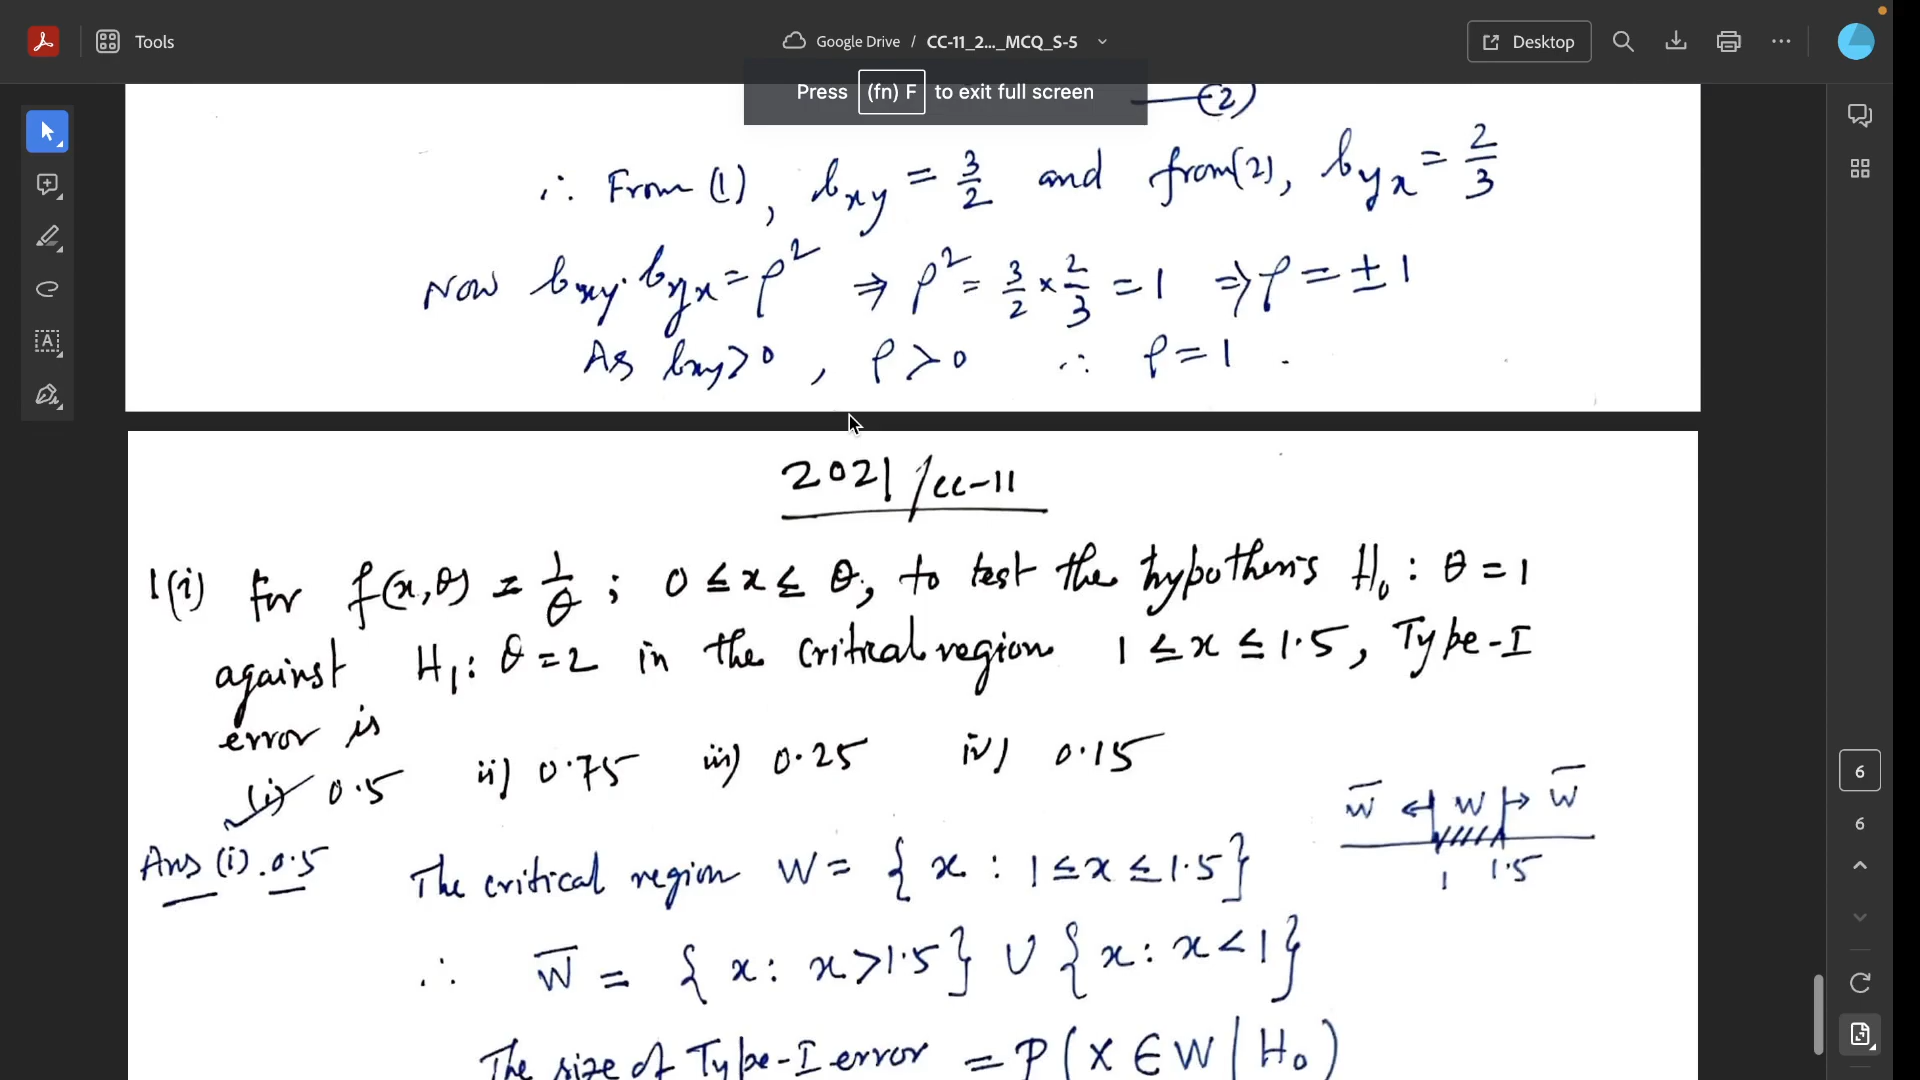 Tools
Google Drive / CC-11_2..._MCQ_S-5
Desktop
Press (fn) F to exit full screen
(2)
∴ From (1), bxy = 3/2 and from (2), byx = 2/3
Now bxy. byx = ρ² ⇒ ρ² = 3/2 × 2/3 = 1 ⇒ ρ = ± 1
As bxy > 0, ρ > 0 ∴ ρ = 1.
2021/CC-11
1(i) For f(x,θ) = 1/θ ; 0 ≤ x ≤ θ, to test the hypothesis H₀ : θ = 1
against H₁: θ = 2 in the critical region 1 ≤ x ≤ 1.5, Type-I
error is
(i) 0.5 ii) 0.75 iii) 0.25 iv) 0.15
W̅ ← W → W̅
1 1.5
Ans (i). 0.5 The critical region W = { x : 1 ≤ x ≤ 1.5}
∴ W̅ = { x : x > 1.5} ∪ { x : x < 1}
The size of Type-I error = P(X ∈ W | H₀)
6
6